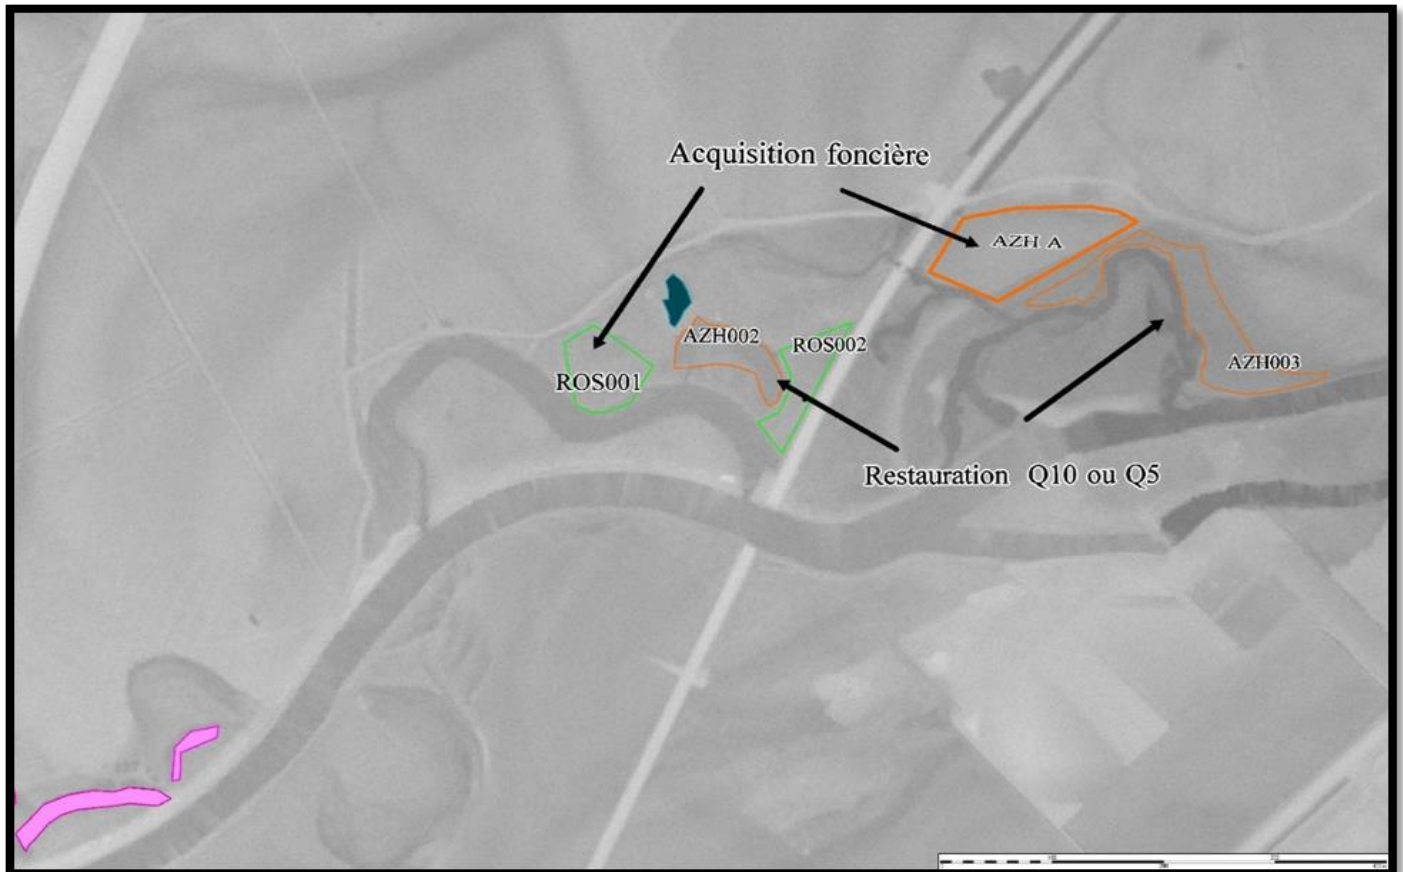 Acquisition foncière
AZH A
AZH002
ROS002
AZH003
ROS001
Restauration Q10 ou Q5